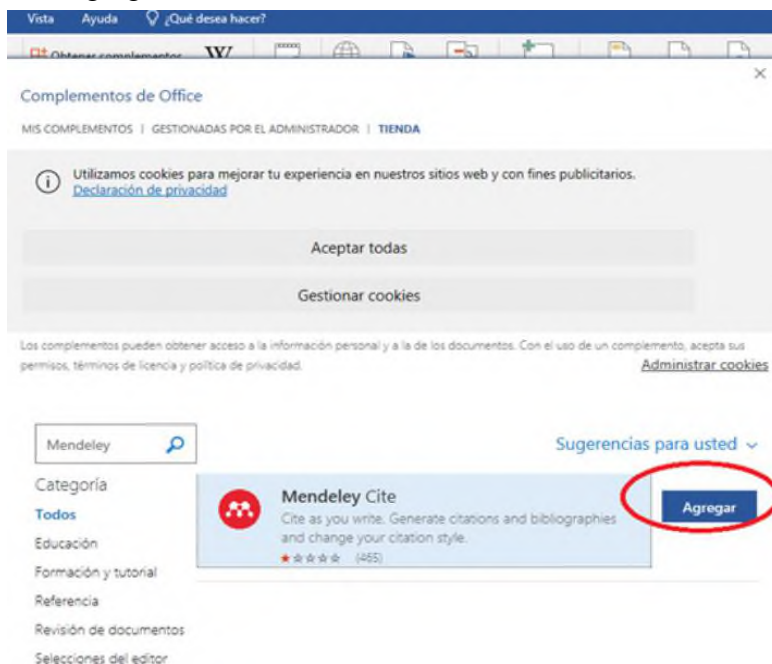 Vista Ayuda ¿Qué desea hacer?
Obtener complementos W
Complementos de Office
MIS COMPLEMENTOS | GESTIONADAS POR EL ADMINISTRADOR | TIENDA
Utilizamos cookies para mejorar tu experiencia en nuestros sitios web y con fines publicitarios.
Declaración de privacidad
Aceptar todas
Gestionar cookies
Los complementos pueden obtener acceso a la información personal y a la de los documentos. Con el uso de un complemento, acepta sus
permisos, términos de licencia y política de privacidad.
Administrar cookies
Mendeley
Sugerencias para usted
Categoría
Todos
Educación
Formación y tutorial
Referencia
Revisión de documentos
Selecciones del editor
Mendeley Cite
Cite as you write. Generate citations and bibliographies
and change your citation style.
(465)
Agregar